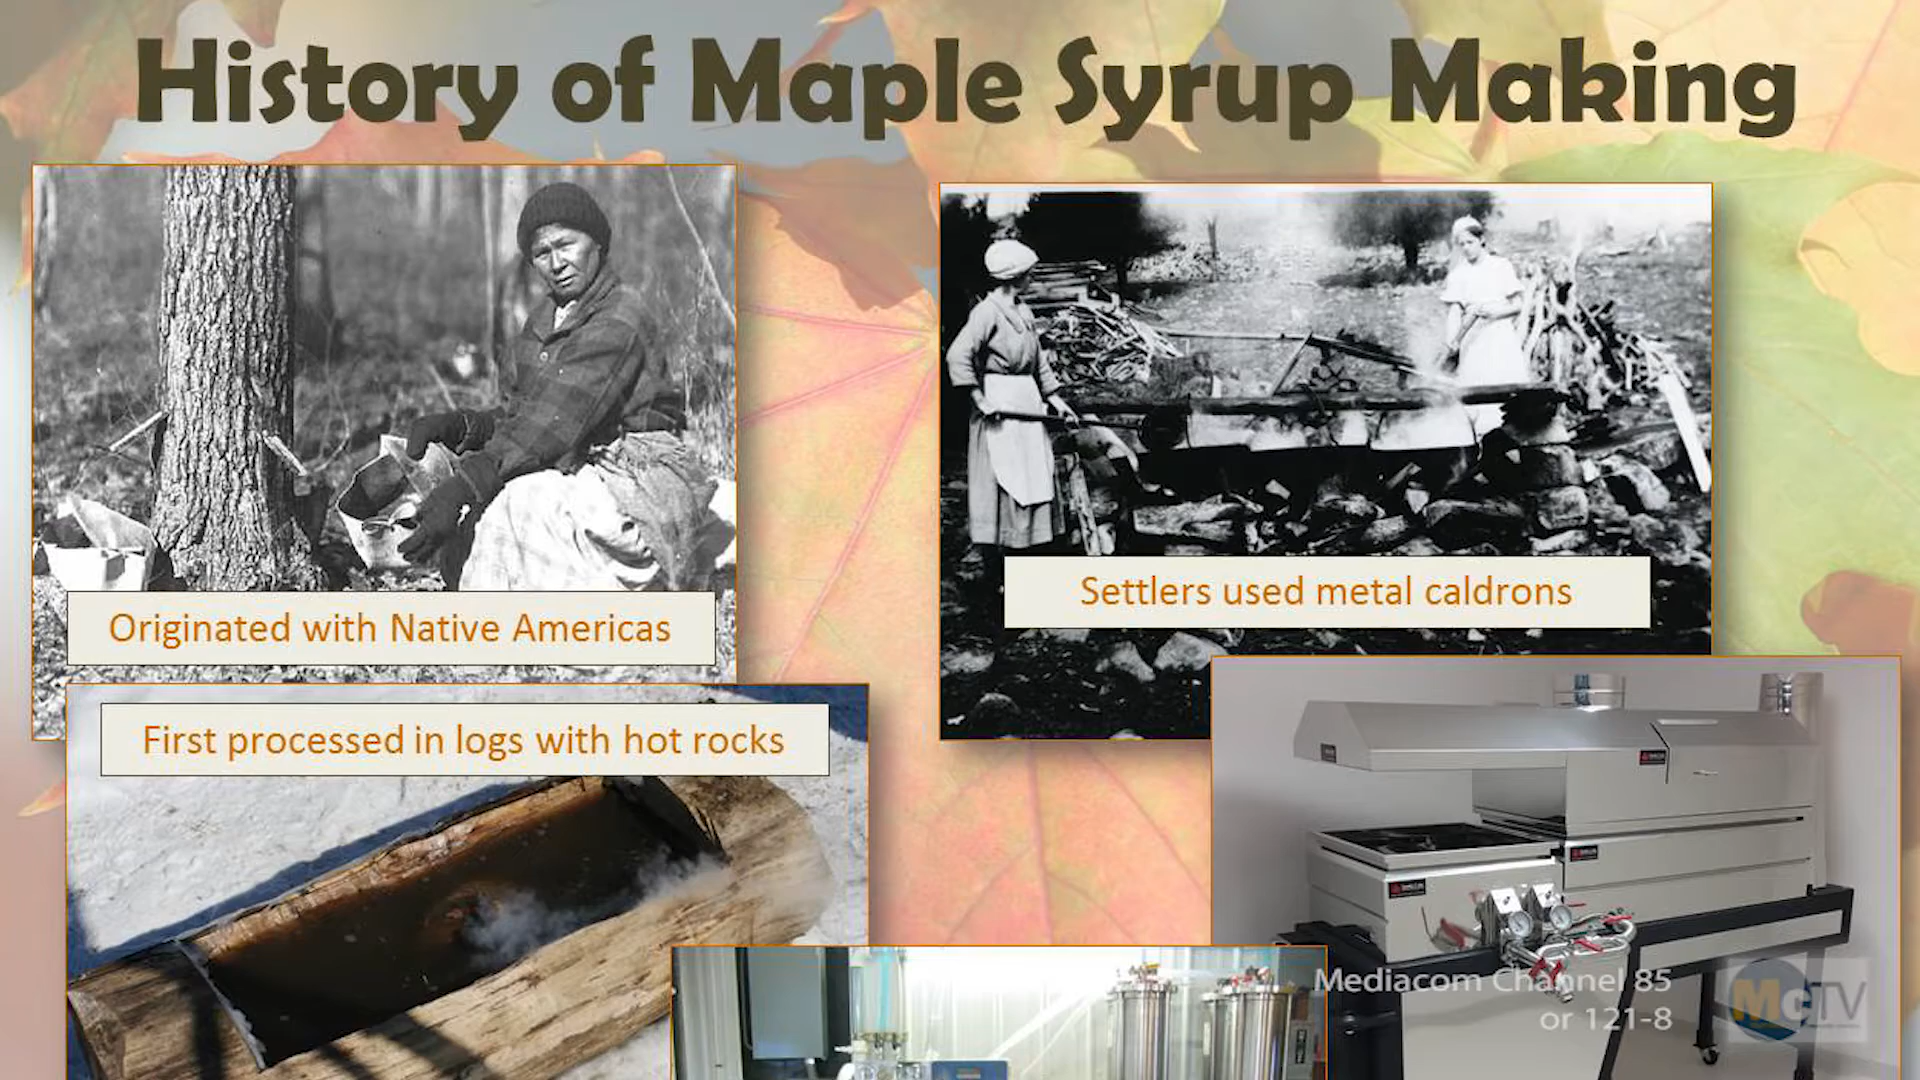 History of Maple Syrup Making
Originated with Native Americas
Settlers used metal caldrons
First processed in logs with hot rocks
Mediacom Channel 85
or 121-8
McTV